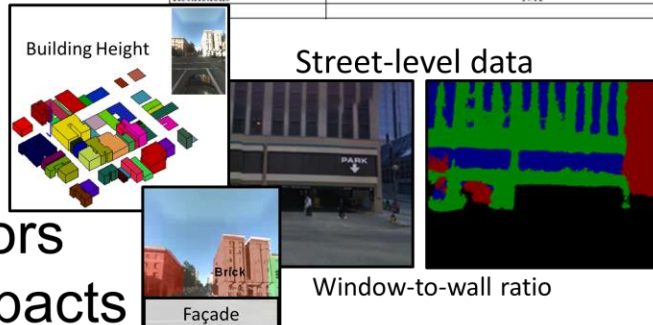 Building Height
Street-level data
PARK
ors
Brick
pacts
Window-to-wall ratio
Façade